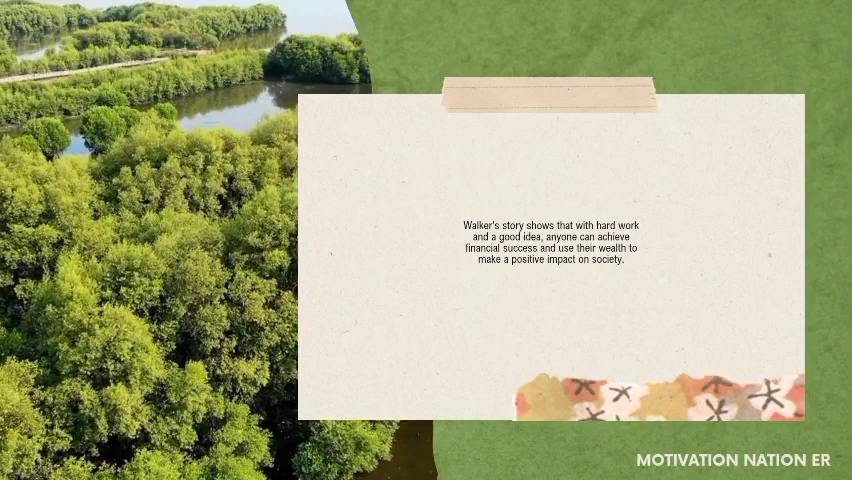 Walker's story shows that with hard work
and a good idea, anyone can achieve
financial success and use their wealth to
make a positive impact on society.
MOTIVATION NATION ER